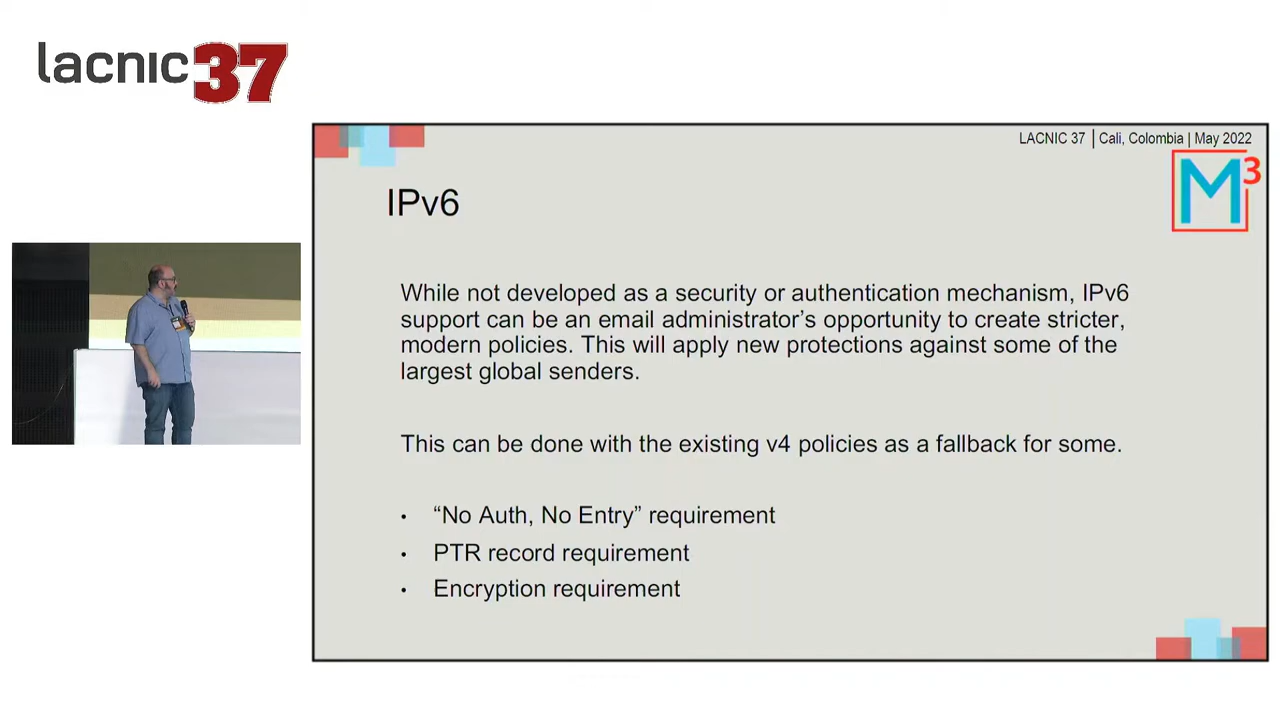 lacnic37
LACNIC 37 | Cali, Colombia | May 2022
M3
IPv6
While not developed as a security or authentication mechanism, IPv6
support can be an email administrator’s opportunity to create stricter,
modern policies. This will apply new protections against some of the
largest global senders.
This can be done with the existing v4 policies as a fallback for some.
• “No Auth, No Entry” requirement
• PTR record requirement
• Encryption requirement